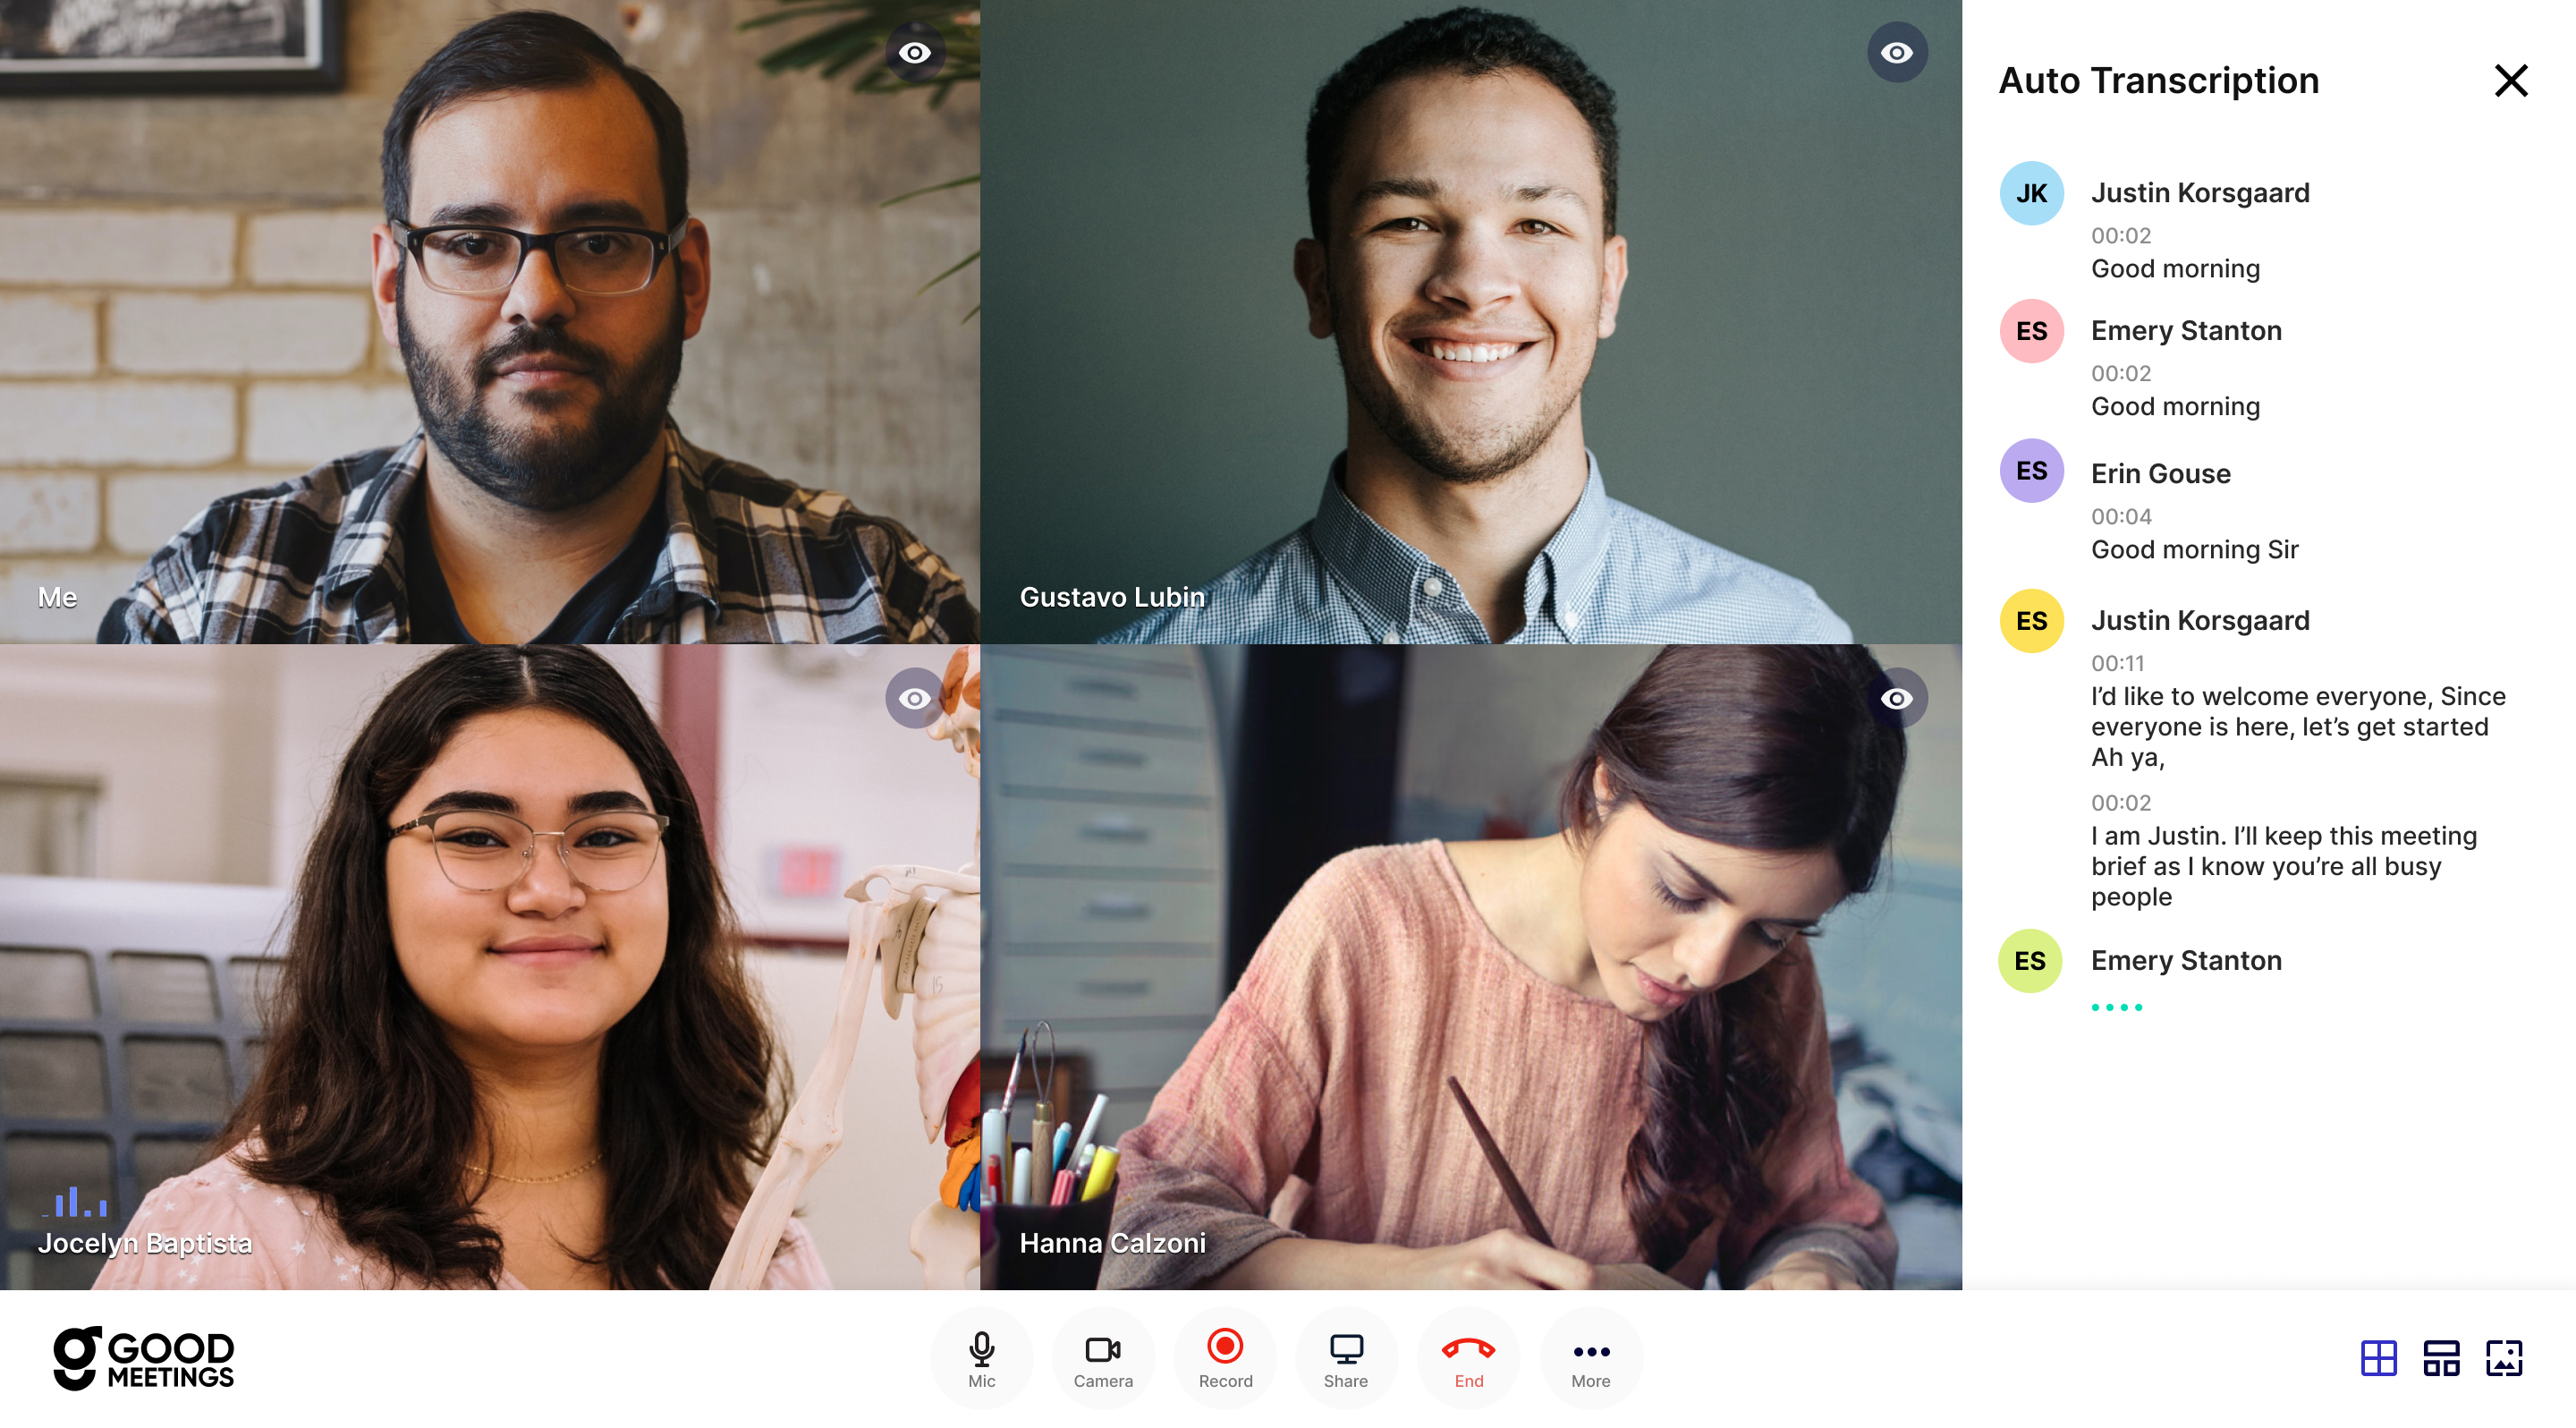 Me
Gustavo Lubin
Jocelyn Baptista
Hanna Calzoni
Auto Transcription
JK
Justin Korsgaard
00:02
Good morning
ES
Emery Stanton
00:02
Good morning
ES
Erin Gouse
00:04
Good morning Sir
ES
Justin Korsgaard
00:11
I’d like to welcome everyone, Since
everyone is here, let’s get started
Ah ya,
00:02
I am Justin. I’ll keep this meeting
brief as I know you’re all busy
people
ES
Emery Stanton
GOOD
MEETINGS
Mic
Camera
Record
Share
End
More